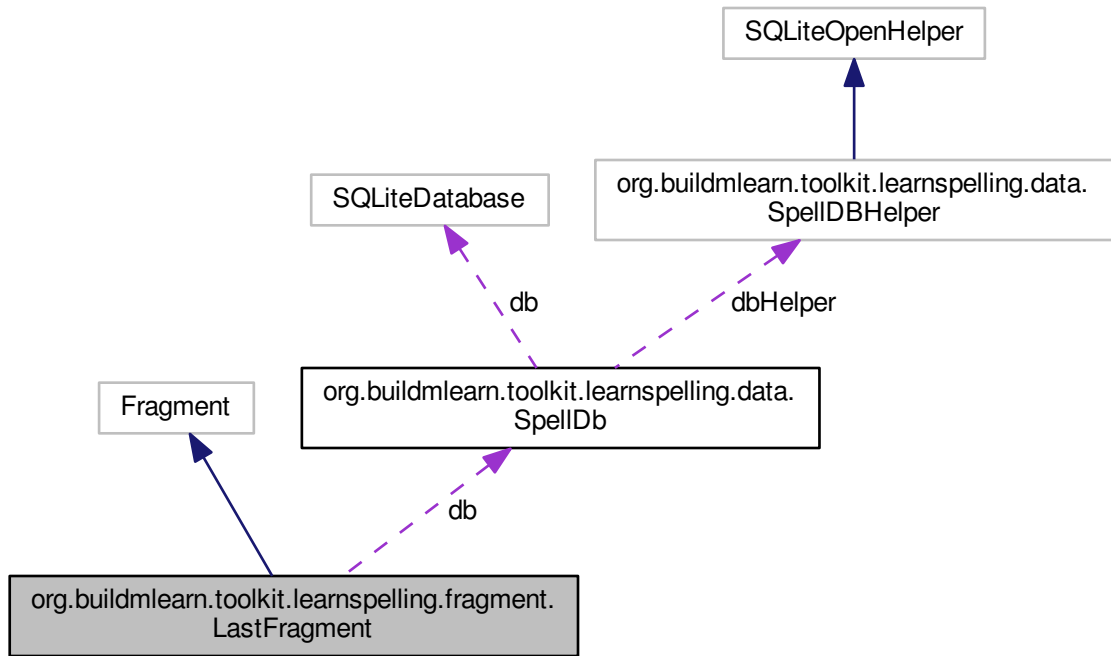 SQLiteOpenHelper
org.buildmlearn.toolkit.learnspelling.data.
SpellDBHelper
SQLiteDatabase
db
dbHelper
org.buildmlearn.toolkit.learnspelling.data.
SpellDb
Fragment
db
org.buildmlearn.toolkit.learnspelling.fragment.
LastFragment